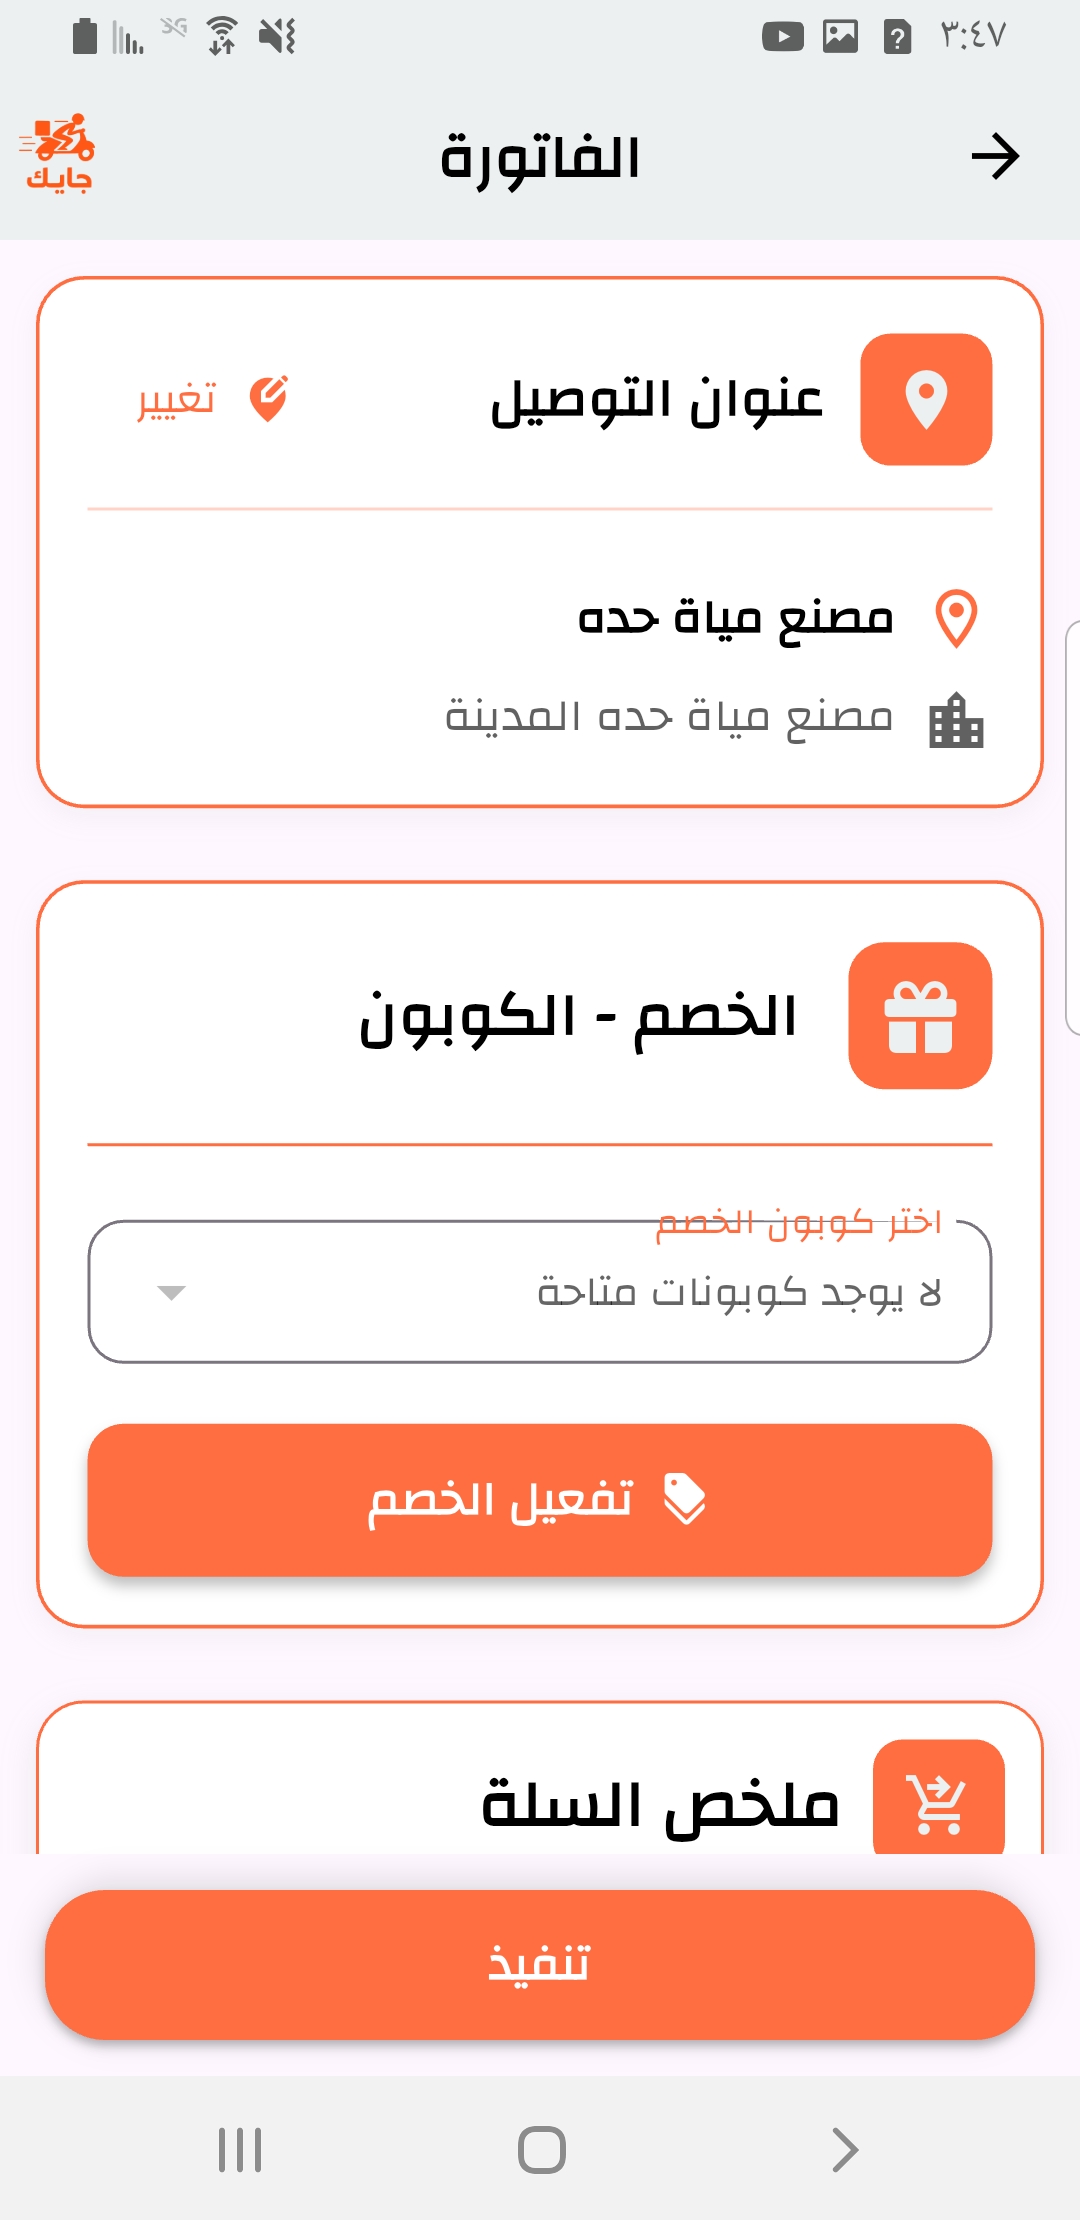 ٣:٤٧
3G
الفاتورة
جايك
عنوان التوصيل
تغيير
مصنع مياة حده
مصنع مياة حده المدينة
الخصم - الكوبون
اختر كوبون الخصم
لا يوجد كوبونات متاحة
تفعيل الخصم
ملخص السلة
تنفيذ